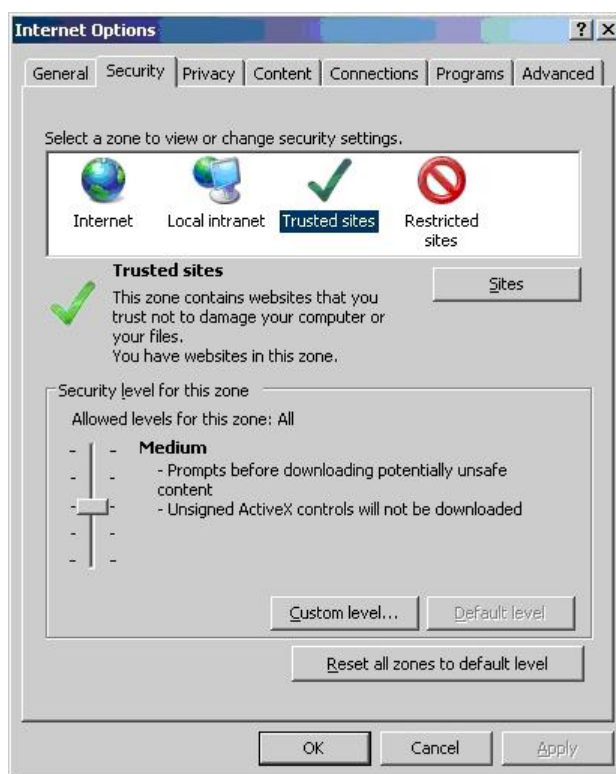 Internet Options
General Security Privacy Content Connections Programs Advanced
Select a zone to view or change security settings.
Internet Local intranet Trusted sites Restricted
sites
Trusted sites
Sites
This zone contains websites that you
trust not to damage your computer or
your files.
You have websites in this zone.
Security level for this zone
Allowed levels for this zone: All
Medium
- Prompts before downloading potentially unsafe
content
- Unsigned ActiveX controls will not be downloaded
Custom level... Default level
Reset all zones to default level
OK Cancel Apply